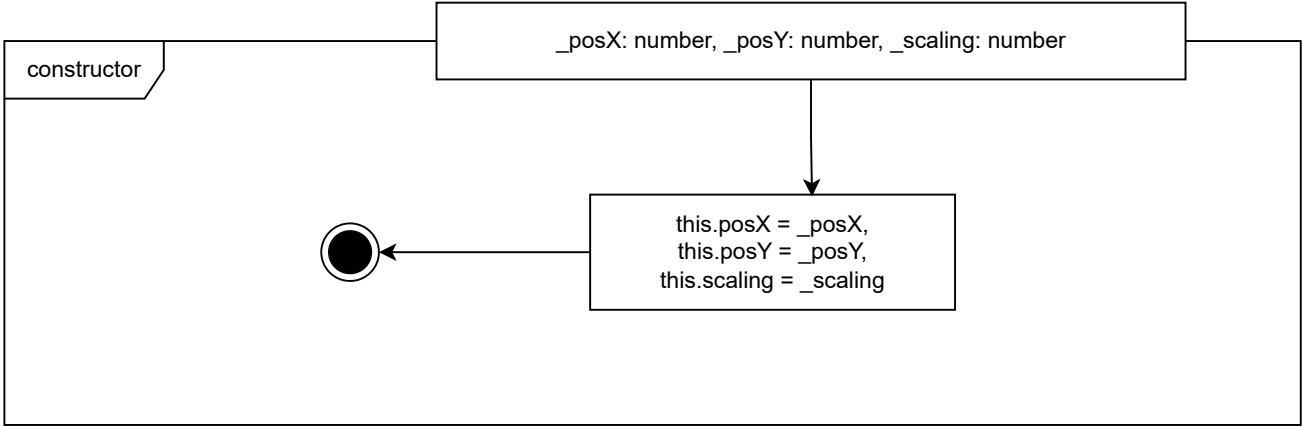 _posX: number, _posY: number, _scaling: number
constructor
this.posX = _posX,
this.posY = _posY,
this.scaling = _scaling